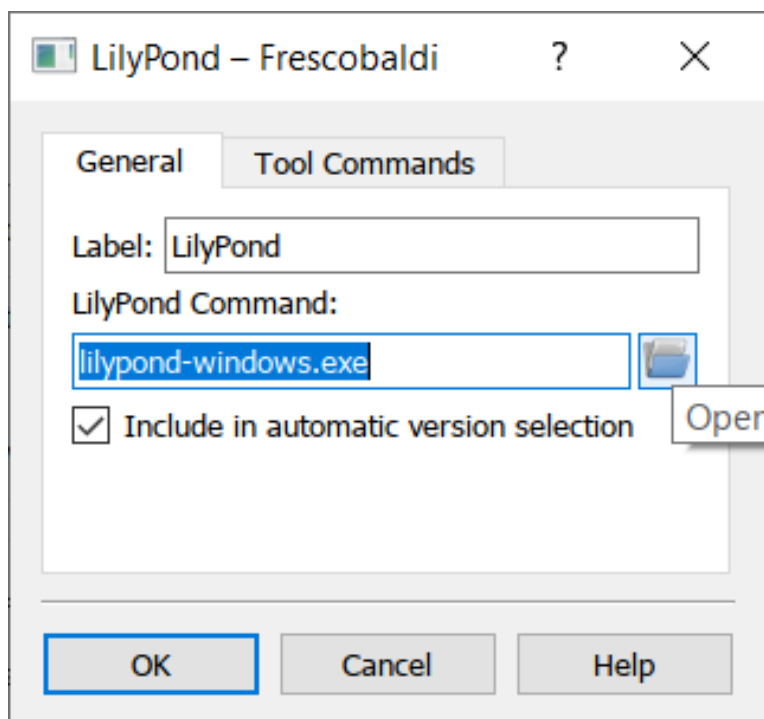 LilyPond – Frescobaldi ?
General Tool Commands
Label: LilyPond
LilyPond Command:
lilypond-windows.exe
Include in automatic version selection
Oper
OK Cancel Help